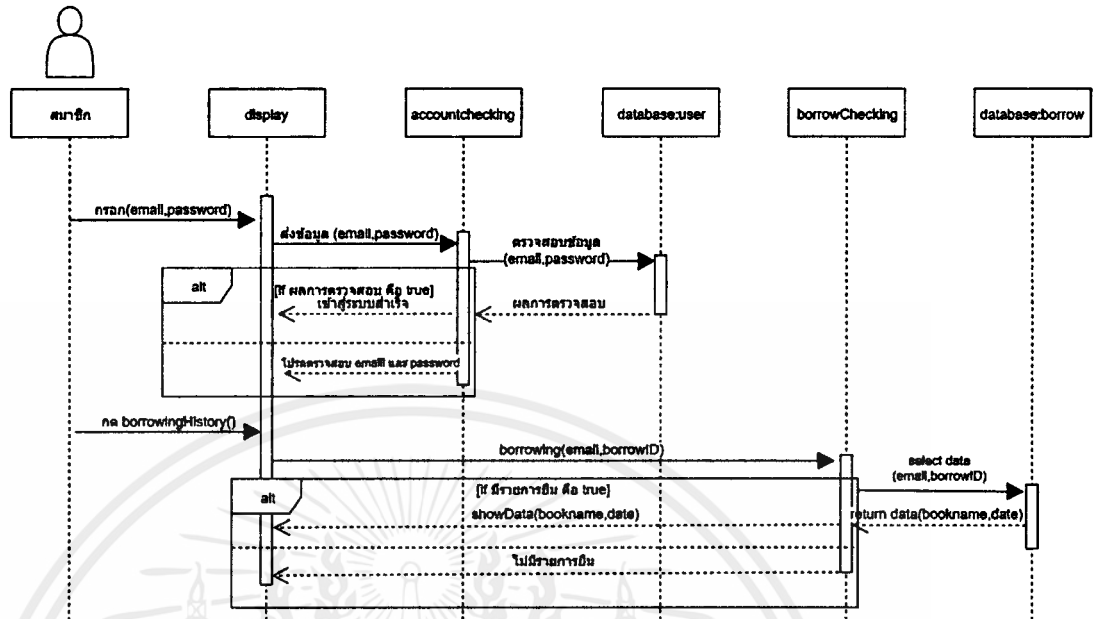 สมาชิก
display
accountchecking
database:user
borrowChecking
database:borrow
กรอก(email,password)
ส่งข้อมูล (email,password)
ตรวจสอบข้อมูล
(email,password)
alt
[if ผลการตรวจสอบ คือ true]
เข้าสู่ระบบสำเร็จ
ผลการตรวจสอบ
โปรดตรวจสอบ email และ password
กด borrowingHistory()
borrowing(email,borrowID)
select data
(email,borrowID)
alt
[if มีรายการยืม คือ true]
showData(bookname,date)
return data(bookname,date)
ไม่มีรายการยืม